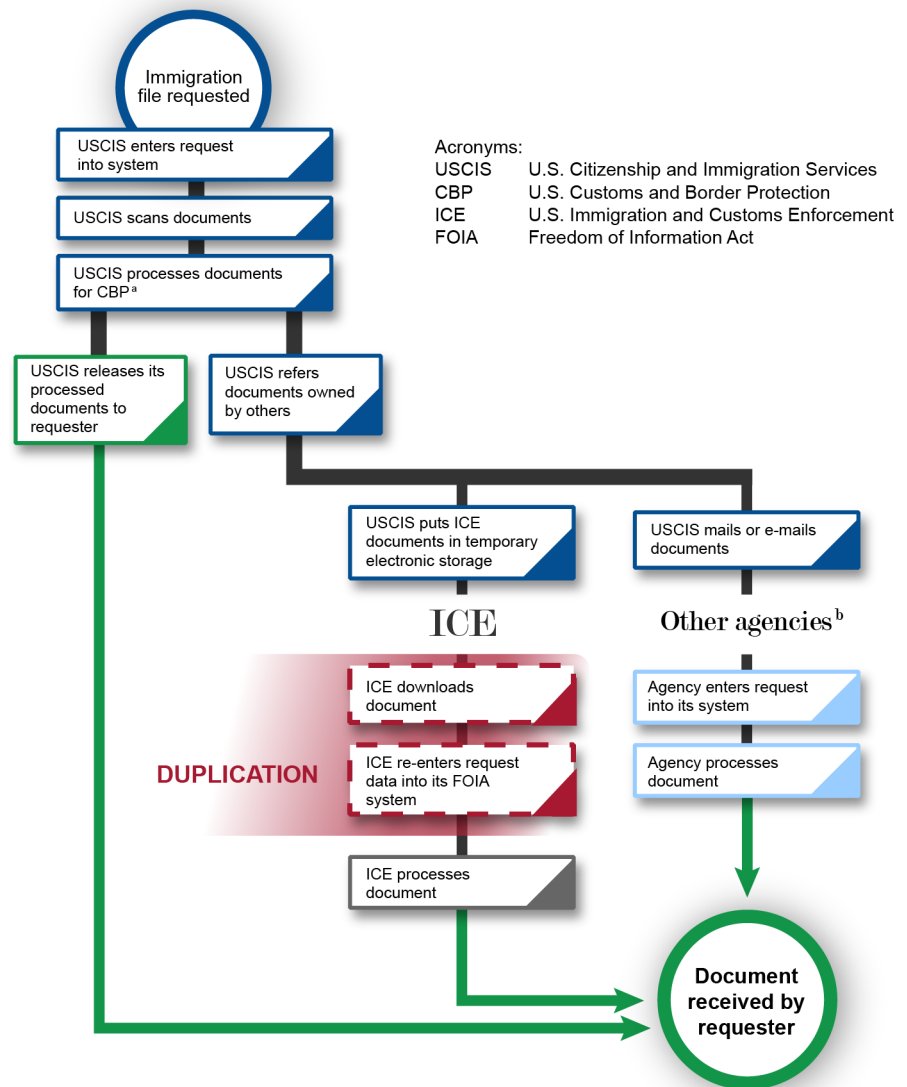 Immigration
file requested
USCIS enters request
into system
USCIS scans documents
USCIS processes documents
for CBP a
Acronyms:
USCIS U.S. Citizenship and Immigration Services
CBP U.S. Customs and Border Protection
ICE U.S. Immigration and Customs Enforcement
FOIA Freedom of Information Act
USCIS releases its
processed
documents to
requester
USCIS refers
documents owned
by others
USCIS puts ICE
documents in temporary
electronic storage
USCIS mails or e-mails
documents
ICE
Other agencies b
DUPLICATION
ICE downloads
document
ICE re-enters request
data into its FOIA
system
ICE processes
document
Agency enters request
into its system
Agency processes
document
Document
received by
requester